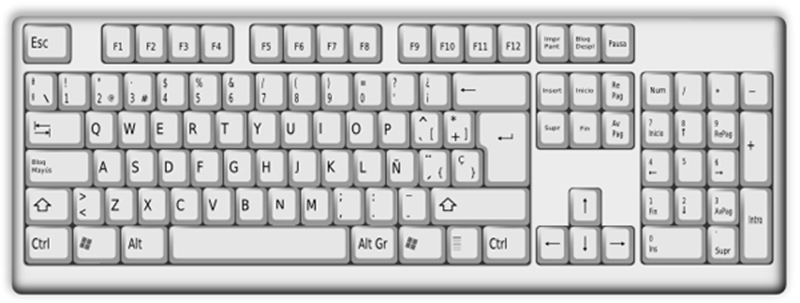 Esc F1 F2 F3 F4 F5 F6 F7 F8 F9 F10 F11 F12 Impr Pant Bloq Despl Pausa
! " · $ % & / ( ) = ? ¿
\ 1 2 @ 3 # 4 5 6 7 8 9 0 ' ¡ Insert Inicio Re Pag Num / * −
Q W E R T Y U I O P ^ ` [ * + ] Supr Fin Av Pag 7 Inicio 8 9 RePag +
Bloq Mayús A S D F G H J K L Ñ ¨ ´ { Ç } 4 5 6
> < Z X C V B N M ; , : . _ - 1 Fin 2 3 AvPag Intro
Ctrl Alt Alt Gr Ctrl 0 Ins . Supr